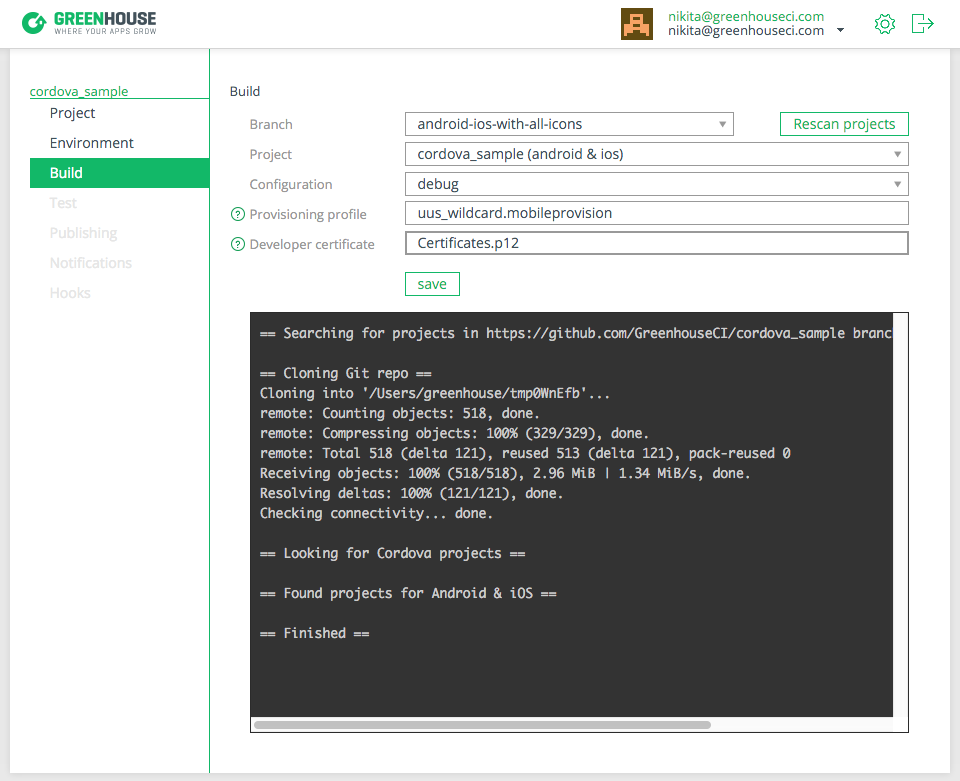 GREENHOUSE
WHERE YOUR APPS GROW
nikita@greenhouseci.com
nikita@greenhouseci.com
cordova_sample
Project
Environment
Build
Test
Publishing
Notifications
Hooks
Build
Branch
android-ios-with-all-icons
Rescan projects
Project
cordova_sample (android & ios)
Configuration
debug
? Provisioning profile
uus_wildcard.mobileprovision
? Developer certificate
Certificates.p12
save
== Searching for projects in https://github.com/GreenhouseCI/cordova_sample branc
== Cloning Git repo ==
Cloning into '/Users/greenhouse/tmp0WnEfb'...
remote: Counting objects: 518, done.
remote: Compressing objects: 100% (329/329), done.
remote: Total 518 (delta 121), reused 513 (delta 121), pack-reused 0
Receiving objects: 100% (518/518), 2.96 MiB | 1.34 MiB/s, done.
Resolving deltas: 100% (121/121), done.
Checking connectivity... done.
== Looking for Cordova projects ==
== Found projects for Android & iOS ==
== Finished ==